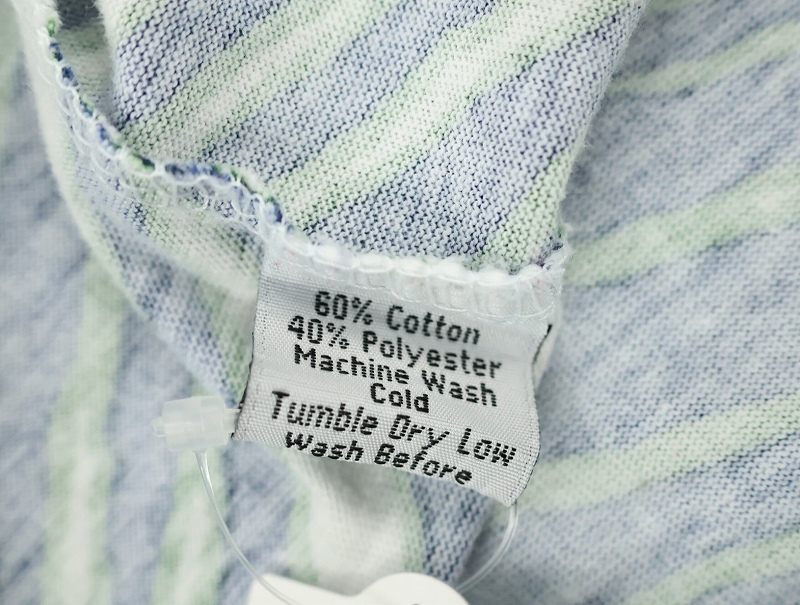 60% Cotton
40% Polyester
Machine Wash
Cold
Tumble Dry Low
Wash Before